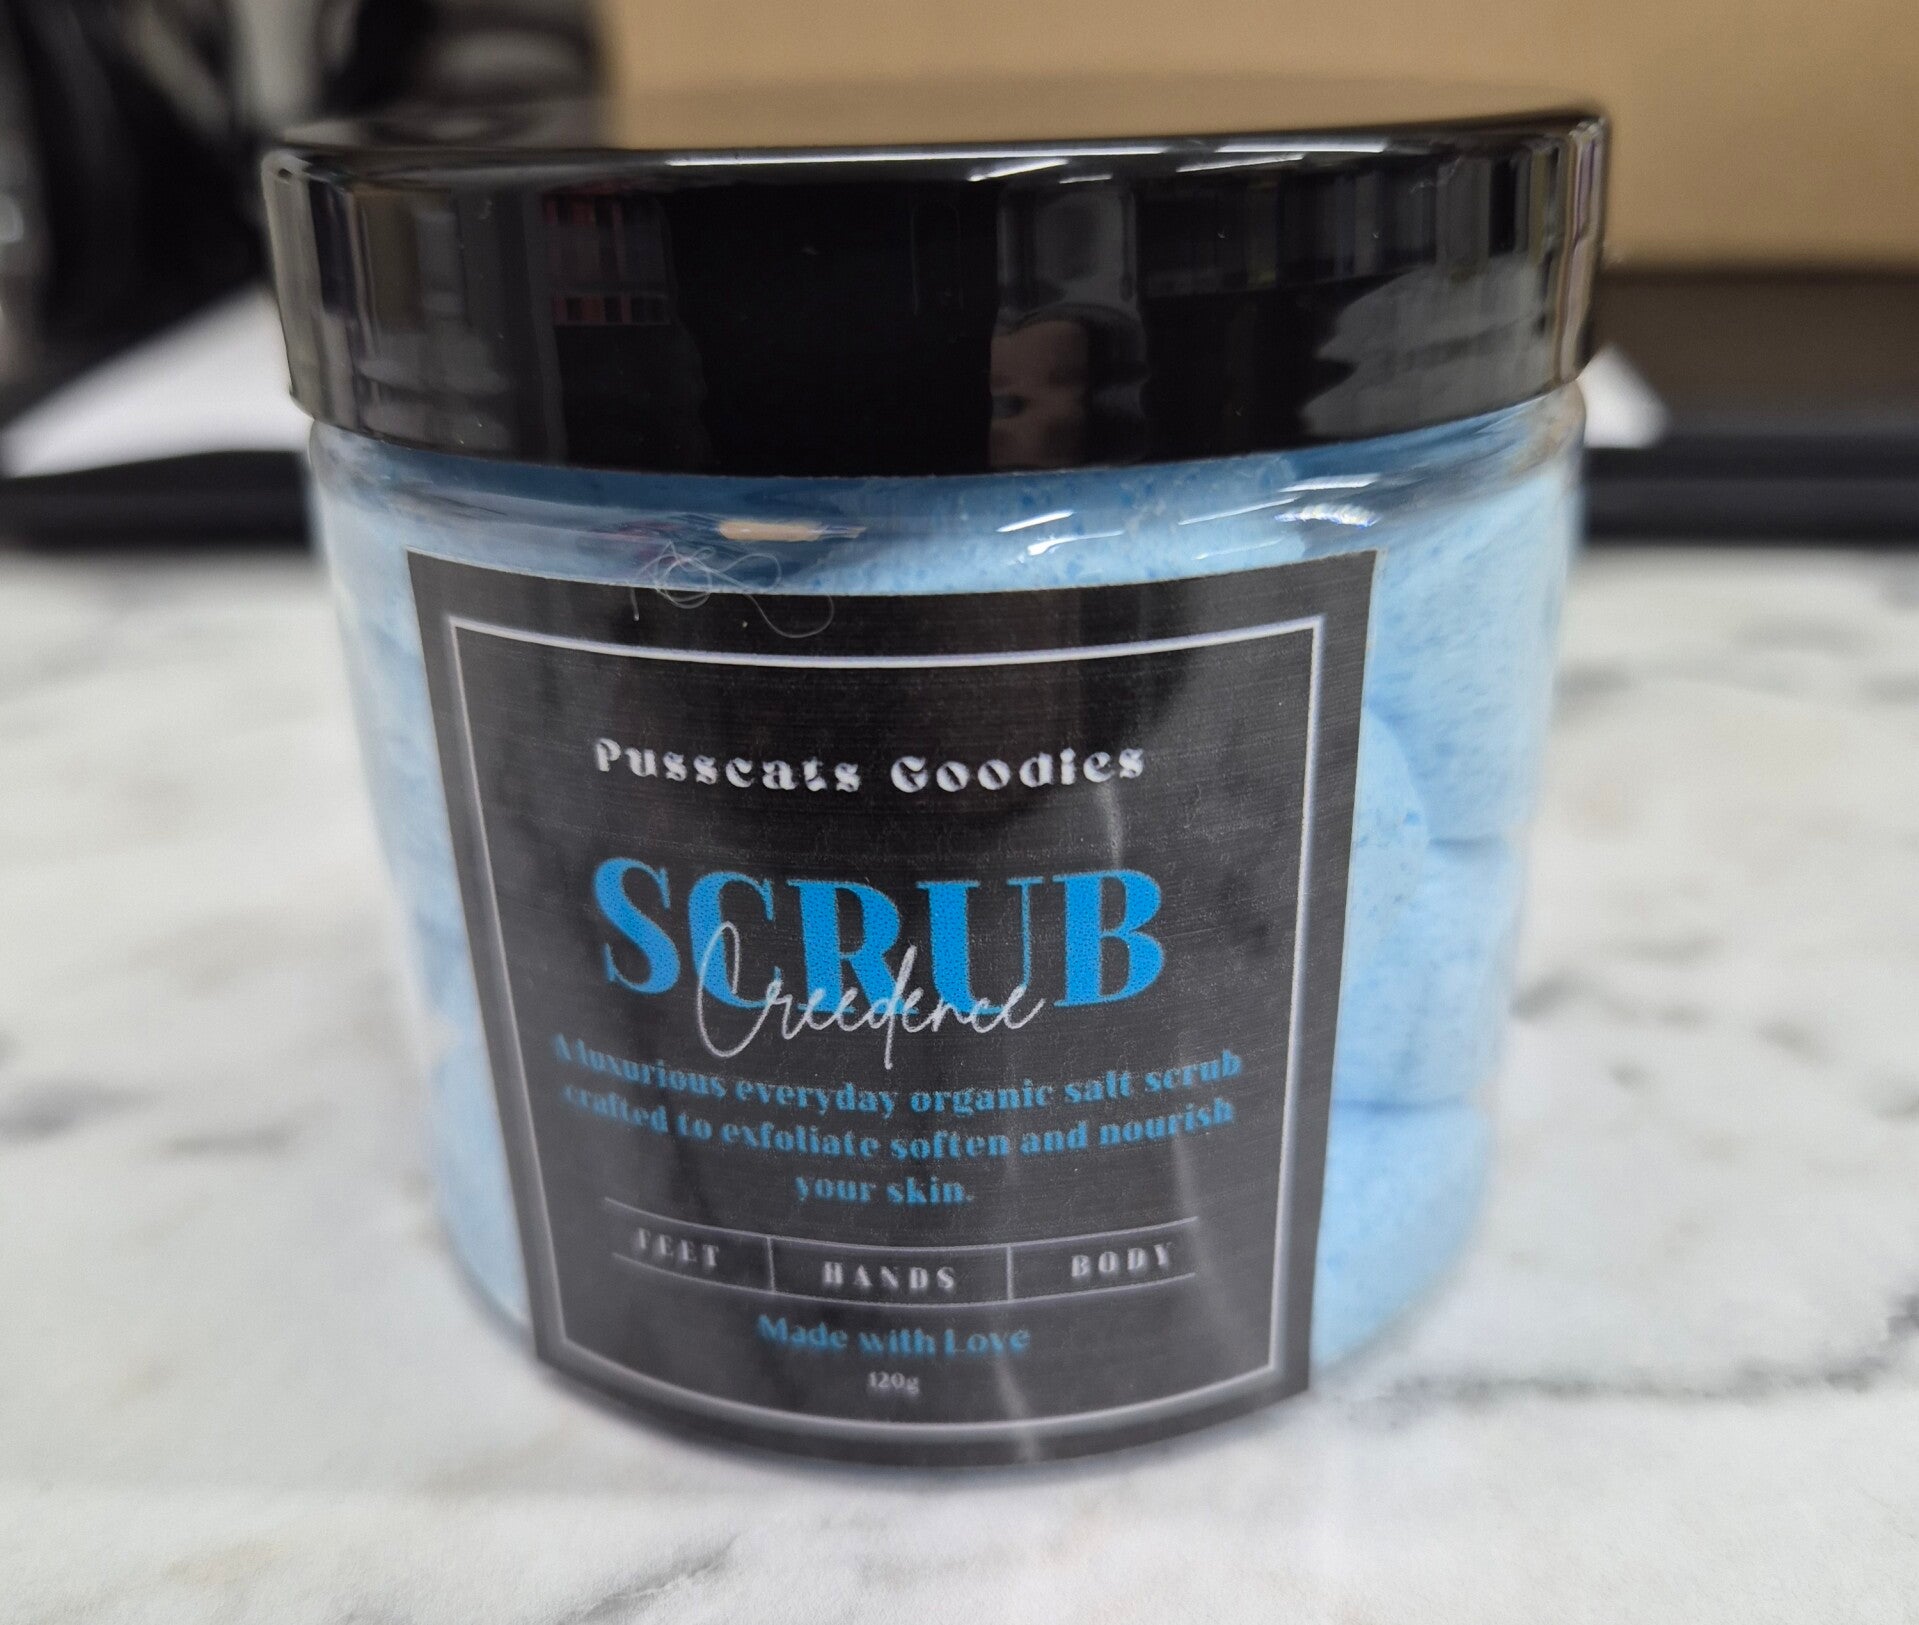 Pusscats Goodies
SCRUB
Creedence
A luxurious everyday organic salt scrub
crafted to exfoliate soften and nourish
your skin.
FEET HANDS BODY
Made with Love
120g